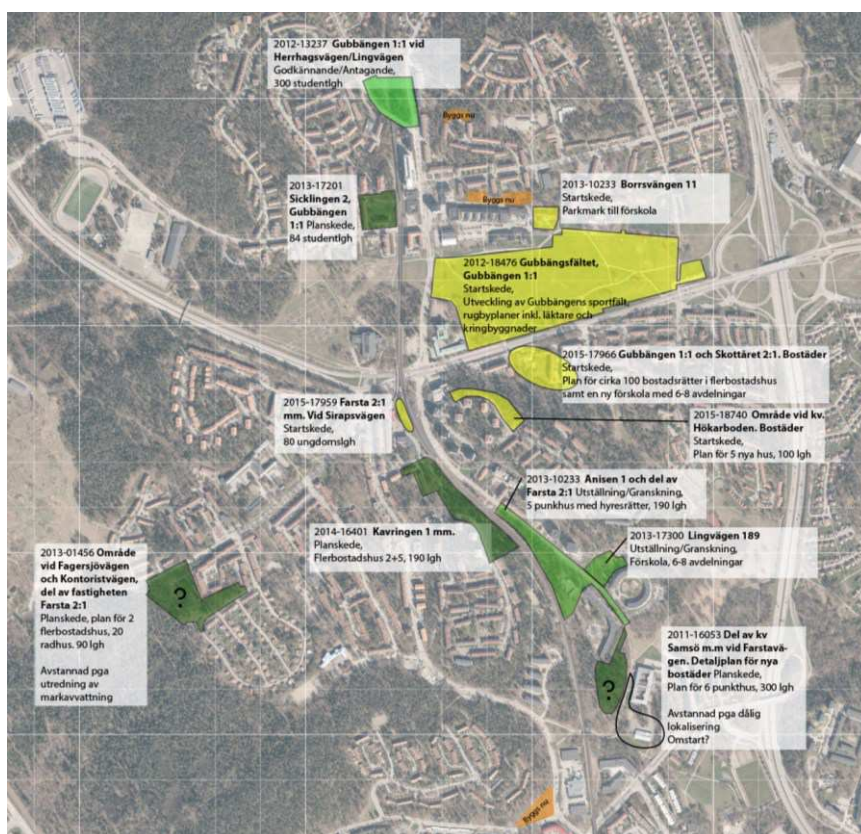 2012-13237 Gubbängen 1:1 vid
Herrhagsvägen/Lingvägen
Godkännande/Antagande,
300 studentlgh
Byggs nu
2013-17201
Sicklingen 2,
Gubbängen
1:1 Planskede,
84 studentlgh
Byggs nu
2013-10233 Borrsvängen 11
Startskede,
Parkmark till förskola
2012-18476 Gubbängsfältet,
Gubbängen 1:1
Startskede,
Utveckling av Gubbängens sportfält,
rugbyplaner inkl. läktare och
kringbyggnader
2015-17966 Gubbängen 1:1 och Skottåret 2:1. Bostäder
Startskede,
Plan för cirka 100 bostadsrätter i flerbostadshus
samt en ny förskola med 6-8 avdelningar
2015-17959 Farsta 2:1
mm. Vid Sirapsvägen
Startskede,
80 ungdomslgh
2015-18740 Område vid kv.
Hökarboden. Bostäder
Startskede,
Plan för 5 nya hus, 100 lgh
2013-10233 Anisen 1 och del av
Farsta 2:1 Utställning/Granskning,
5 punkhus med hyresrätter, 190 lgh
2014-16401 Kavringen 1 mm.
Planskede,
Flerbostadshus 2+5, 190 lgh
2013-17300 Lingvägen 189
Utställning/Granskning,
Förskola, 6-8 avdelningar
2013-01456 Område
vid Fagersjövägen
och Kontoristvägen,
del av fastigheten
Farsta 2:1
Planskede, plan för 2
flerbostadshus, 20
radhus. 90 lgh
Avstannad pga
utredning av
markavvattning
?
2011-16053 Del av kv
Samsö m.m vid Farstavä-
gen. Detaljplan för nya
bostäder Planskede,
Plan för 6 punkthus, 300 lgh
Avstannad pga dålig
lokalisering
Omstart?
?
Byggs nu